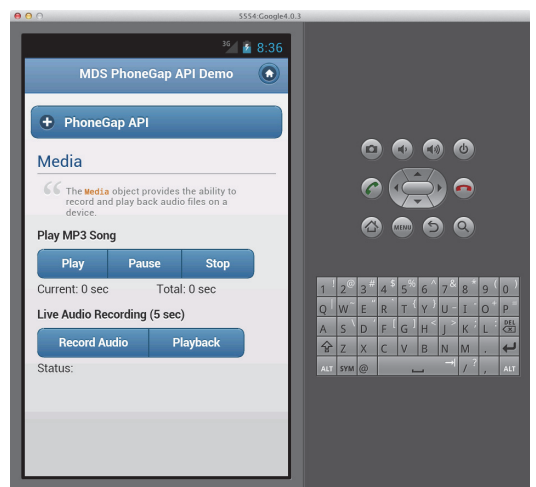 5554:Google4.0.3
3G 8:36
MDS PhoneGap API Demo
PhoneGap API
Media
The Media object provides the ability to
record and play back audio files on a
device.
Play MP3 Song
Play Pause Stop
Current: 0 sec Total: 0 sec
Live Audio Recording (5 sec)
Record Audio Playback
Status:
MENU
1 ! 2 @ 3 # 4 $ 5 % 6 ^ 7 & 8 * 9 ( 0 )
Q W E R T Y U I O P
A S D F G H J K L DEL
Z X C V B N M .
ALT SYM @ / ? , ALT